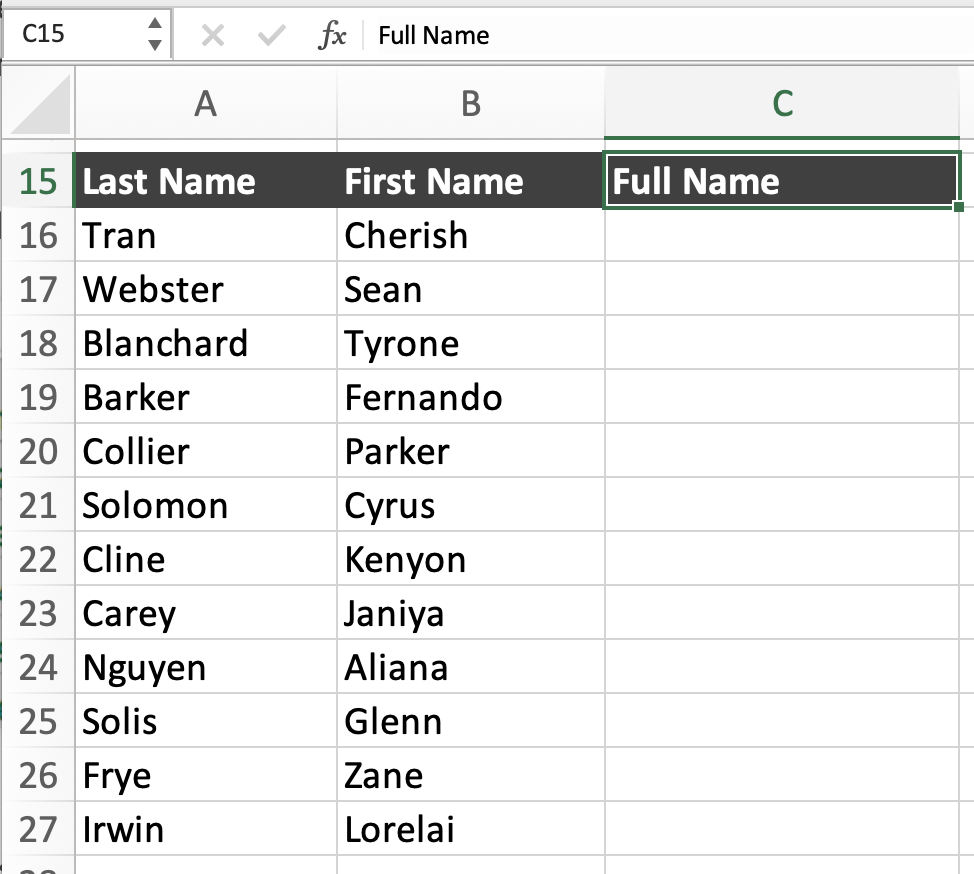 C15 fx Full Name
A B C
15 Last Name First Name Full Name
16 Tran Cherish
17 Webster Sean
18 Blanchard Tyrone
19 Barker Fernando
20 Collier Parker
21 Solomon Cyrus
22 Cline Kenyon
23 Carey Janiya
24 Nguyen Aliana
25 Solis Glenn
26 Frye Zane
27 Irwin Lorelai